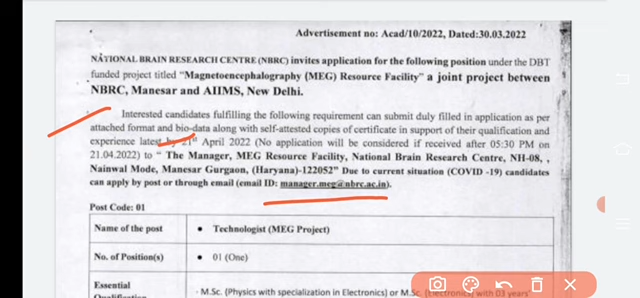 Advertisement no: Acad/10/2022, Dated:30.03.2022
NATIONAL BRAIN RESEARCH CENTRE (NBRC) invites application for the following position under the DBT
funded project titled "Magnetoencephalography (MEG) Resource Facility" a joint project between
NBRC, Manesar and AIIMS, New Delhi.
Interested candidates fulfilling the following requirement can submit duly filled in application as per
attached format and bio-data along with self-attested copies of certificate in support of their qualification and
experience latest by 21st April 2022 (No application will be considered if received after 05:30 PM on
21.04.2022) to " The Manager, MEG Resource Facility, National Brain Research Centre, NH-08, ,
Nainwal Mode, Manesar Gurgaon, (Haryana)-122052" Due to current situation (COVID -19) candidates
can apply by post or through email (email ID: manager.meg@nbrc.ac.in).
Post Code: 01
Name of the post • Technologist (MEG Project)
No. of Position(s) • 01 (One)
Essential
Qualification - M.Sc. (Physics with specialization in Electronics) or M.Sc. (Electronics) with 03 years'